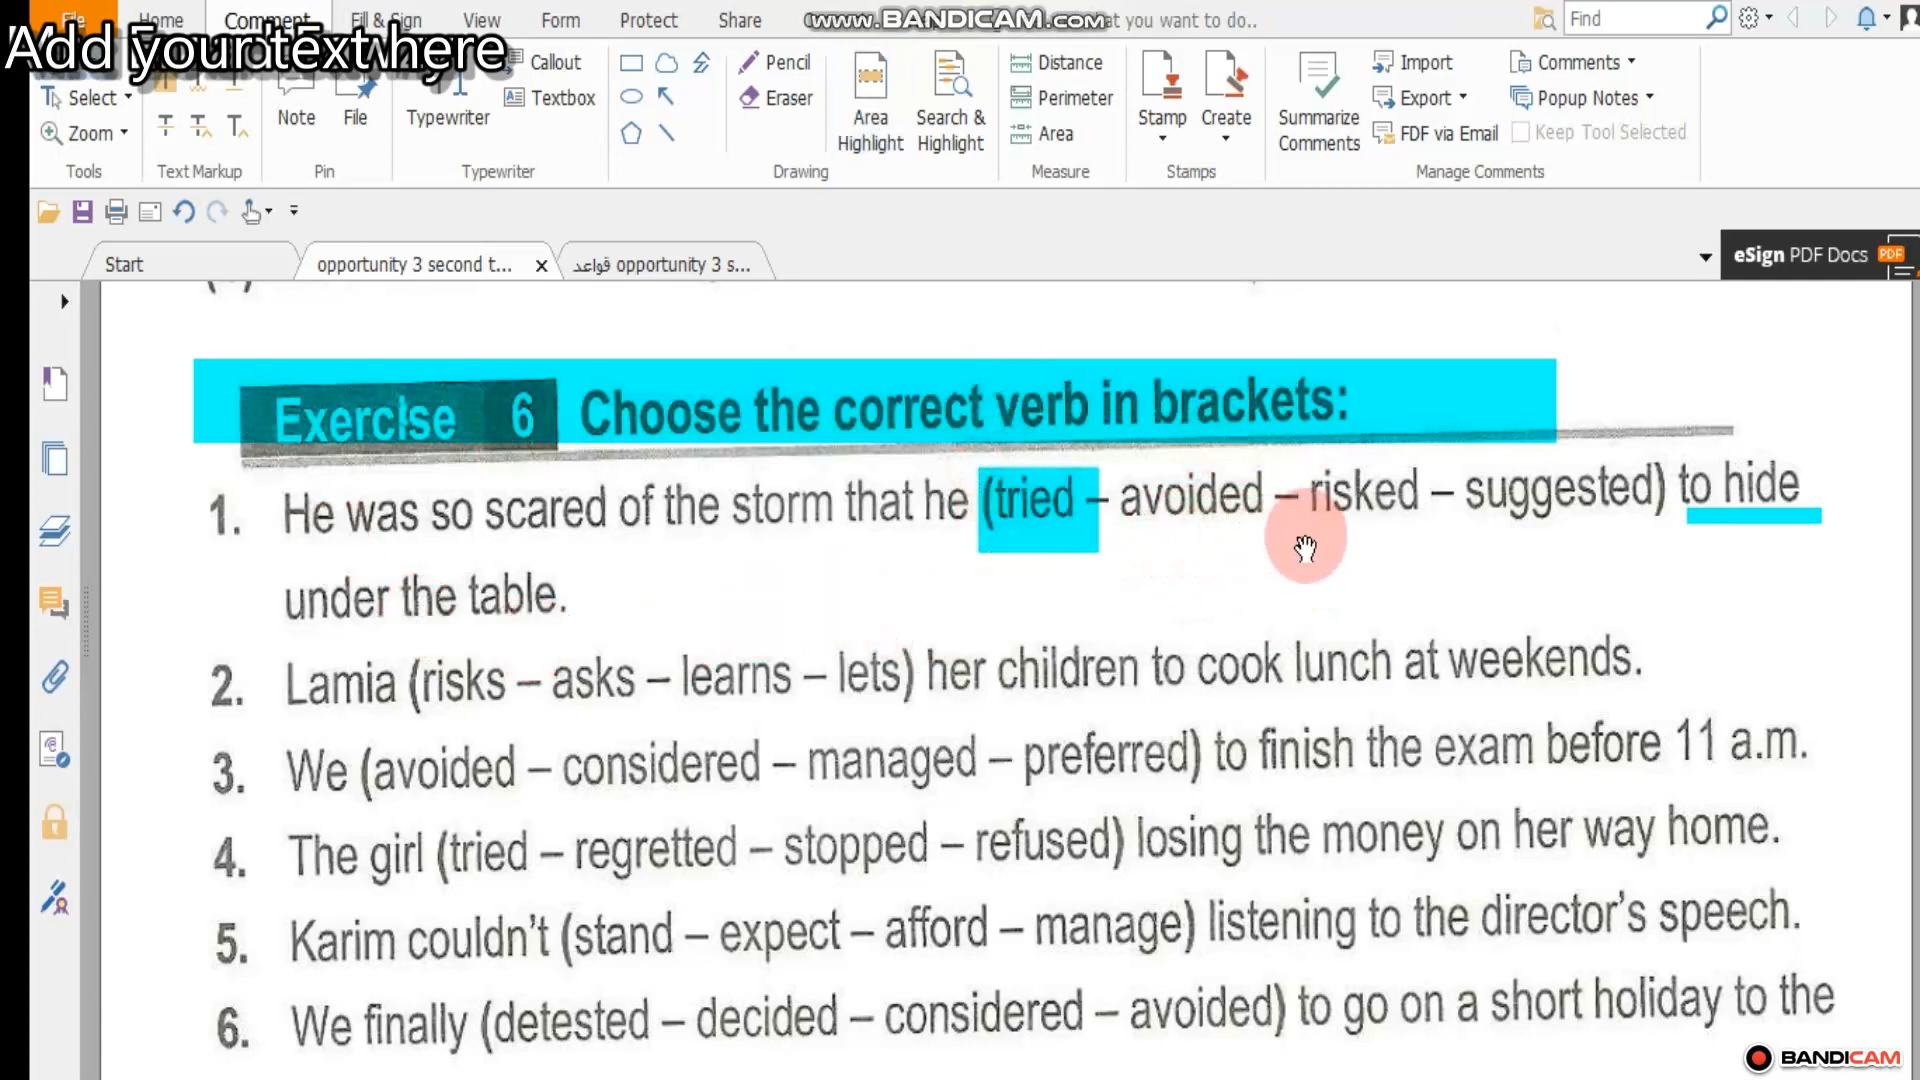 File Home Comment Fill & Sign View Form Protect Share www.BANDICAM.com at you want to do.. Find
Add your text here
Select Zoom Note File Callout Textbox Typewriter Pencil Eraser Area Highlight Search & Highlight Distance Perimeter Area Stamp Create Summarize Comments Import Export FDF via Email Comments Popup Notes Keep Tool Selected
Tools Text Markup Pin Typewriter Drawing Measure Stamps Manage Comments
Start opportunity 3 second t... قواعد opportunity 3 s... eSign PDF Docs PDF
Exercise 6 Choose the correct verb in brackets:
1. He was so scared of the storm that he (tried – avoided – risked – suggested) to hide
under the table.
2. Lamia (risks – asks – learns – lets) her children to cook lunch at weekends.
3. We (avoided – considered – managed – preferred) to finish the exam before 11 a.m.
4. The girl (tried – regretted – stopped – refused) losing the money on her way home.
5. Karim couldn't (stand – expect – afford – manage) listening to the director's speech.
6. We finally (detested – decided – considered – avoided) to go on a short holiday to the
BANDICAM